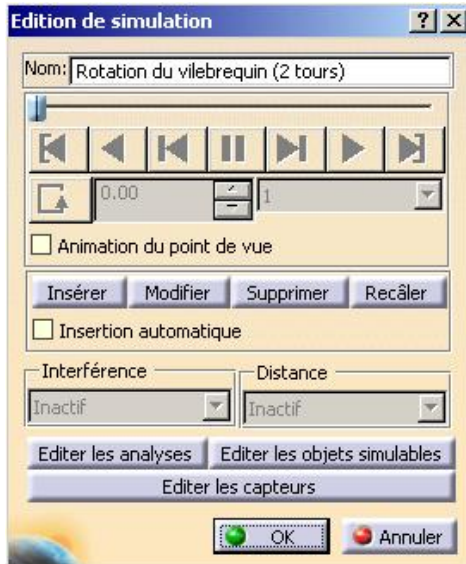 Edition de simulation
Nom: Rotation du vilebrequin (2 tours)
0.00 1
Animation du point de vue
Insérer Modifier Supprimer Recâler
Insertion automatique
Interférence Distance
Inactif Inactif
Editer les analyses Editer les objets simulables
Editer les capteurs
OK Annuler